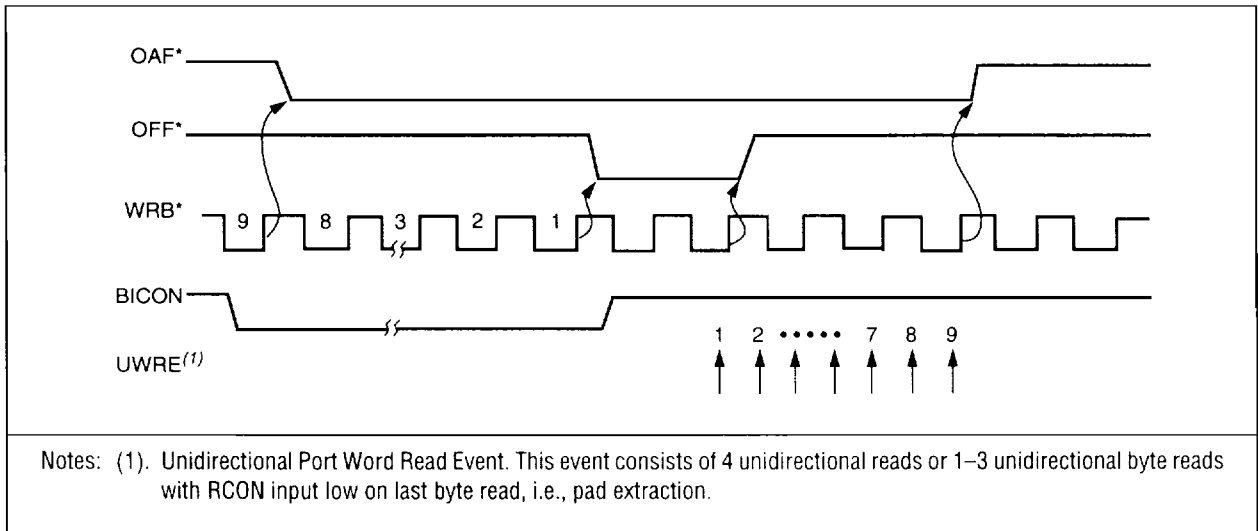 OAF*
OFF*
WRB*
9 8 3 2 1
BICON
1 2 ••••• 7 8 9
UWRE(1)
Notes: (1). Unidirectional Port Word Read Event. This event consists of 4 unidirectional reads or 1–3 unidirectional byte reads
with RCON input low on last byte read, i.e., pad extraction.